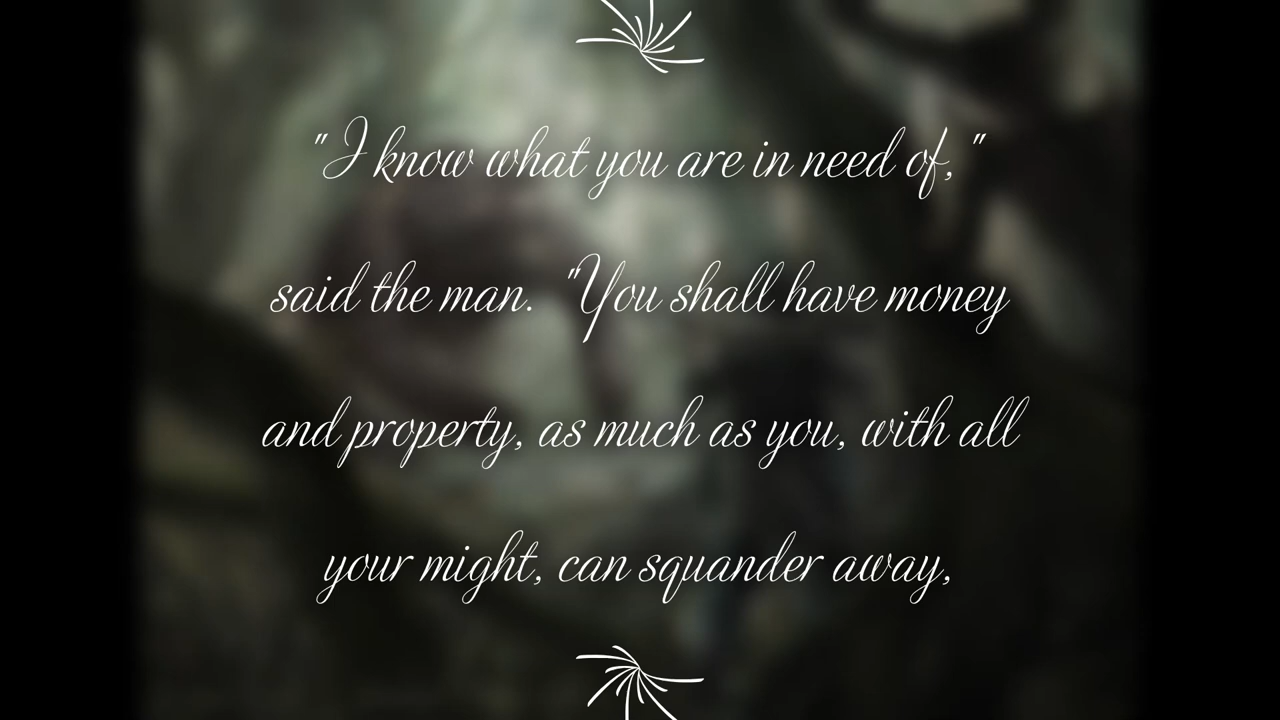 "I know what you are in need of,"
said the man. "You shall have money
and property, as much as you, with all
your might, can squander away,